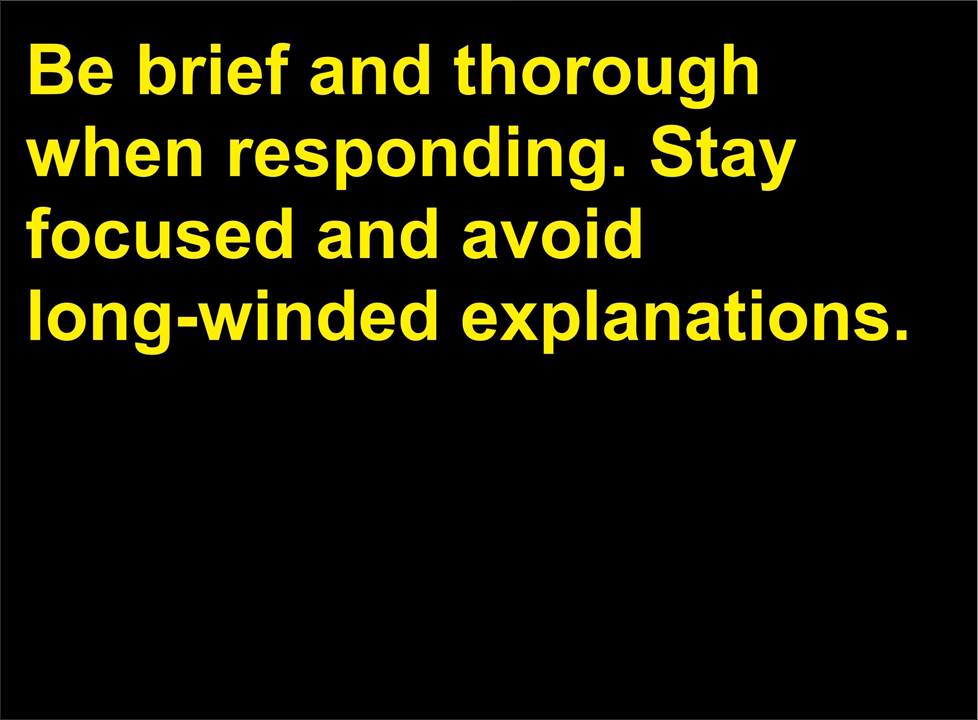 Be brief and thorough
when responding. Stay
focused and avoid
long-winded explanations.